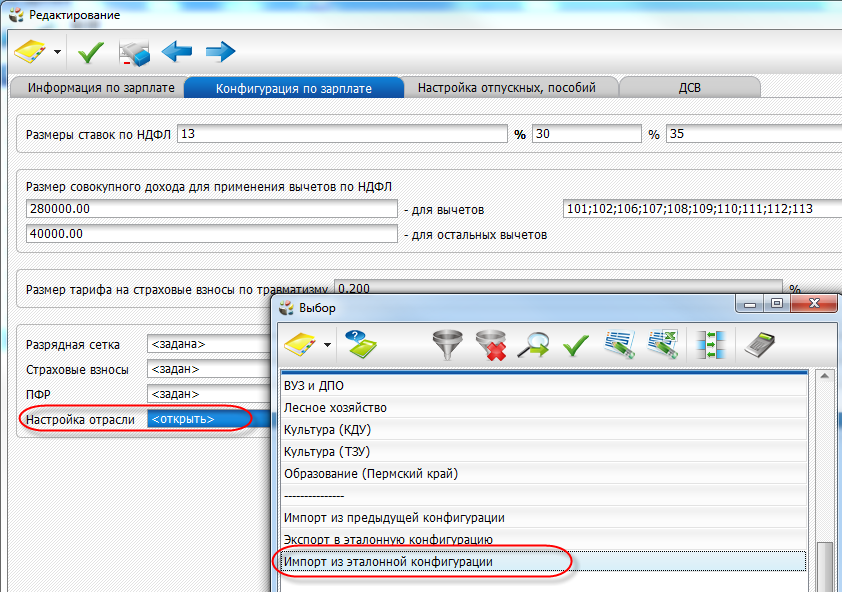 Редактирование
Информация по зарплате Конфигурация по зарплате Настройка отпускных, пособий ДСВ
Размеры ставок по НДФЛ 13 % 30 % 35
Размер совокупного дохода для применения вычетов по НДФЛ
280000.00 - для вычетов 101;102;106;107;108;109;110;111;112;113
40000.00 - для остальных вычетов
Размер тарифа на страховые взносы по травматизму 0.200 %
Выбор
Разрядная сетка <задана>
Страховые взносы <задан>
ПФР <задан>
Настройка отрасли <открыть>
ВУЗ и ДПО
Лесное хозяйство
Культура (КДУ)
Культура (ТЗУ)
Образование (Пермский край)
---------------
Импорт из предыдущей конфигурации
Экспорт в эталонную конфигурацию
Импорт из эталонной конфигурации